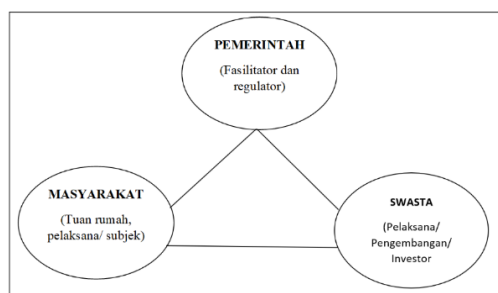 PEMERINTAH
(Fasilitator dan
regulator)
MASYARAKAT
(Tuan rumah,
pelaksana/ subjek)
SWASTA
(Pelaksana/
Pengembangan/
Investor